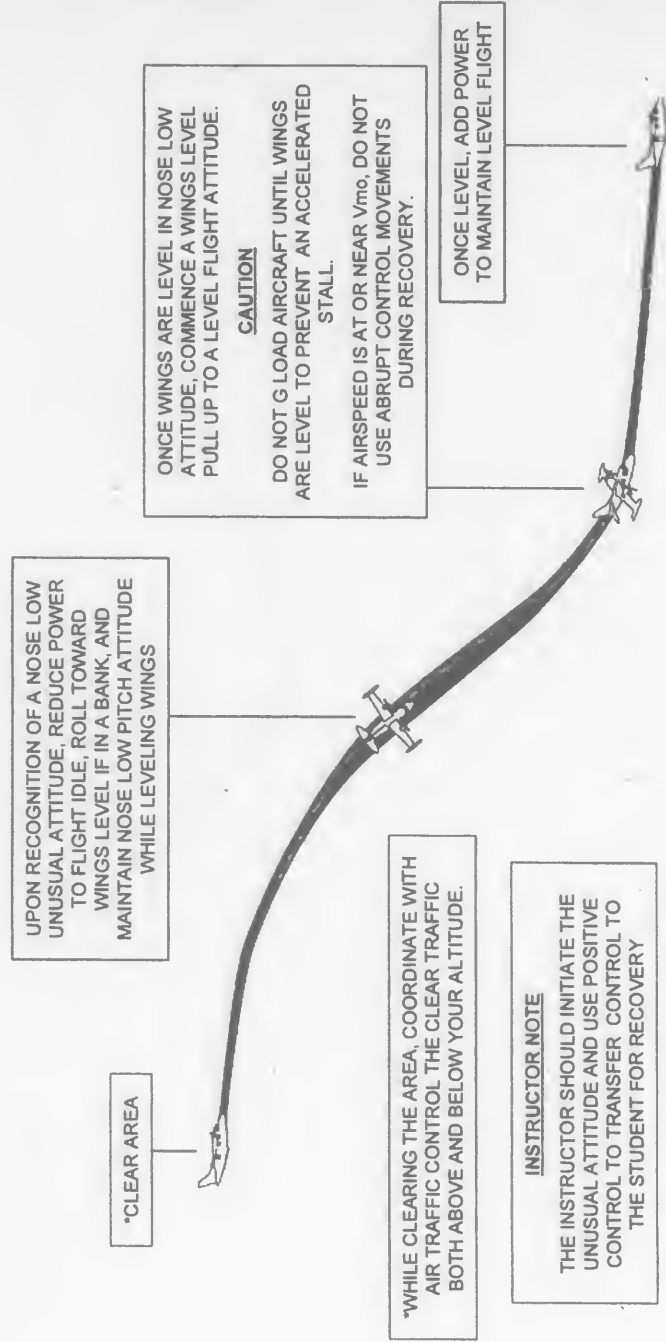 *CLEAR AREA
UPON RECOGNITION OF A NOSE LOW
UNUSUAL ATTITUDE, REDUCE POWER
TO FLIGHT IDLE, ROLL TOWARD
WINGS LEVEL IF IN A BANK, AND
MAINTAIN NOSE LOW PITCH ATTITUDE
WHILE LEVELING WINGS
ONCE WINGS ARE LEVEL IN NOSE LOW
ATTITUDE, COMMENCE A WINGS LEVEL
PULL UP TO A LEVEL FLIGHT ATTITUDE.
CAUTION
DO NOT G LOAD AIRCRAFT UNTIL WINGS
ARE LEVEL TO PREVENT AN ACCELERATED
STALL.
IF AIRSPEED IS AT OR NEAR Vmo, DO NOT
USE ABRUPT CONTROL MOVEMENTS
DURING RECOVERY.
ONCE LEVEL, ADD POWER
TO MAINTAIN LEVEL FLIGHT
*WHILE CLEARING THE AREA, COORDINATE WITH
AIR TRAFFIC CONTROL THE CLEAR TRAFFIC
BOTH ABOVE AND BELOW YOUR ALTITUDE.
INSTRUCTOR NOTE
THE INSTRUCTOR SHOULD INITIATE THE
UNUSUAL ATTITUDE AND USE POSITIVE
CONTROL TO TRANSFER CONTROL TO
THE STUDENT FOR RECOVERY